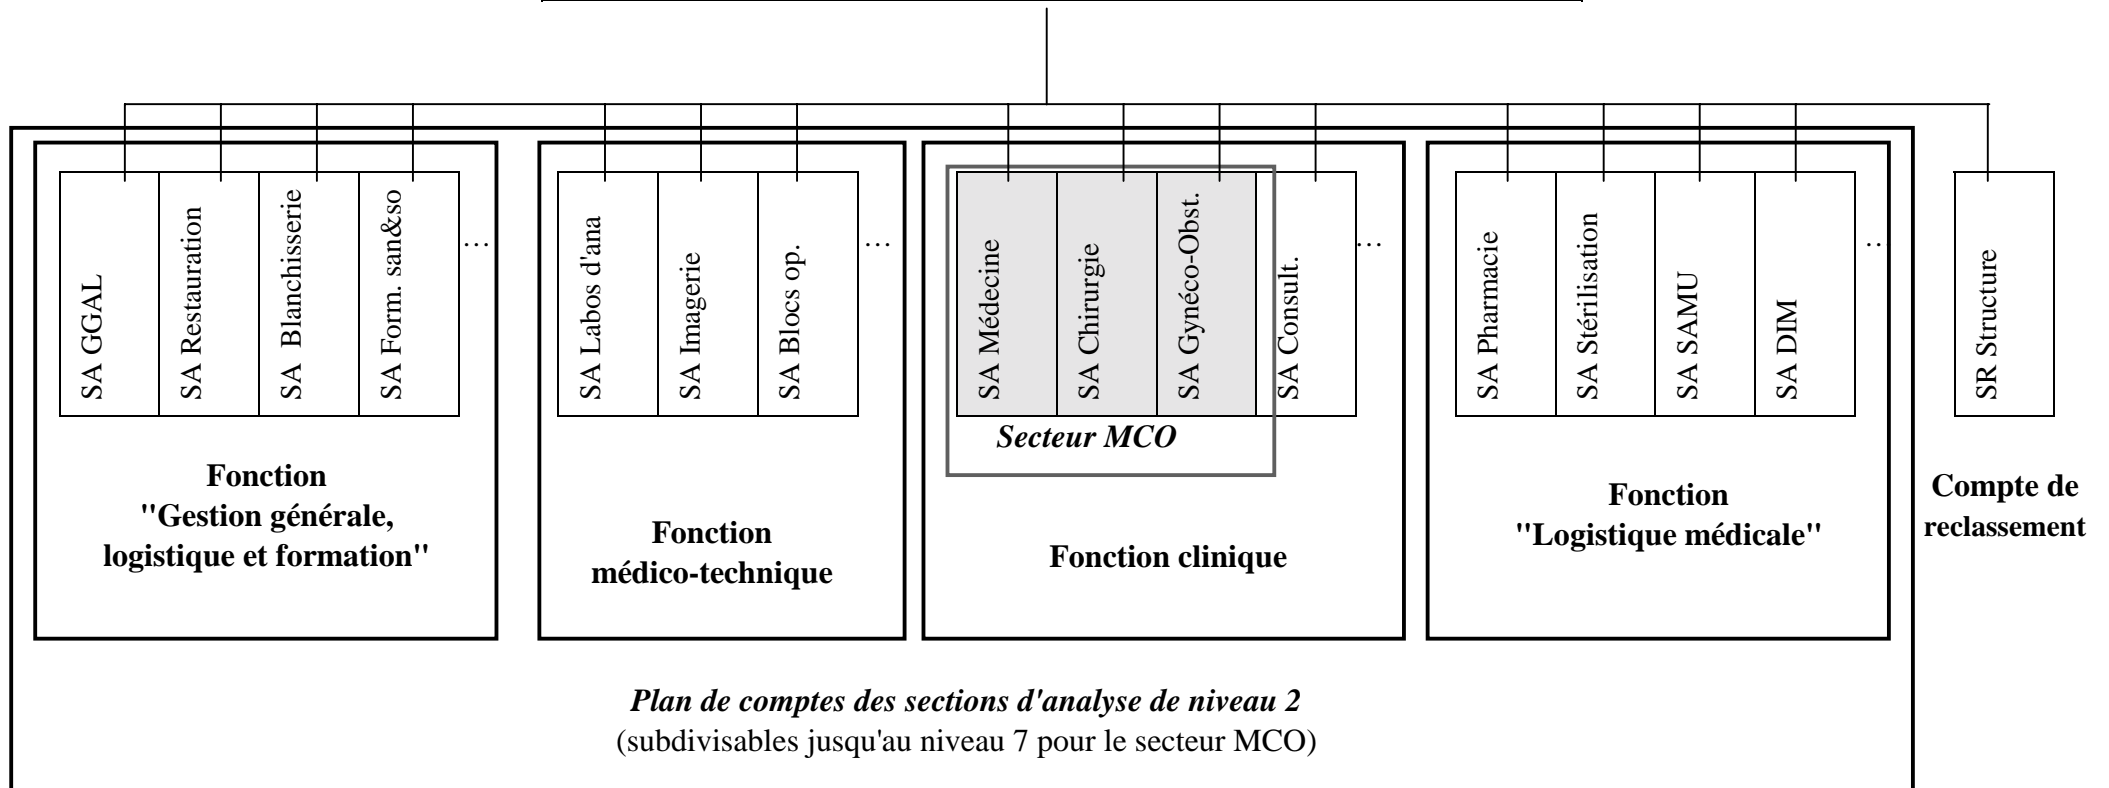 SA GGAL
SA Restauration
SA Blanchisserie
SA Form. san&so
…
SA Labos d'ana
SA Imagerie
SA Blocs op.
…
SA Médecine
SA Chirurgie
SA Gynéco-Obst.
SA Consult.
…
SA Pharmacie
SA Stérilisation
SA SAMU
SA DIM
..
SR Structure
Secteur MCO
Fonction
"Gestion générale,
logistique et formation"
Fonction
médico-technique
Fonction clinique
Fonction
"Logistique médicale"
Compte de
reclassement
Plan de comptes des sections d'analyse de niveau 2
(subdivisables jusqu'au niveau 7 pour le secteur MCO)